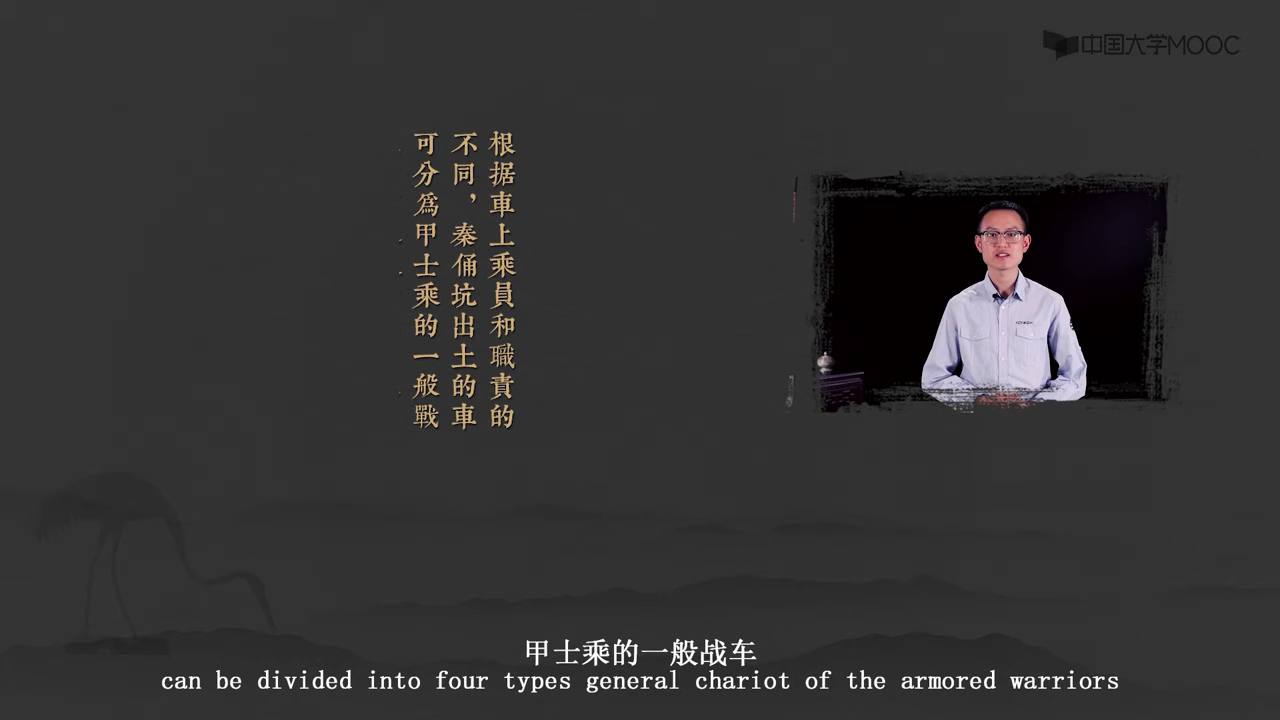 中国大学MOOC
根据車上乘員和職責的
不同，秦俑坑出土的車
可分爲甲士乘的一般戰
甲士乘的一般战车
can be divided into four types general chariot of the armored warriors